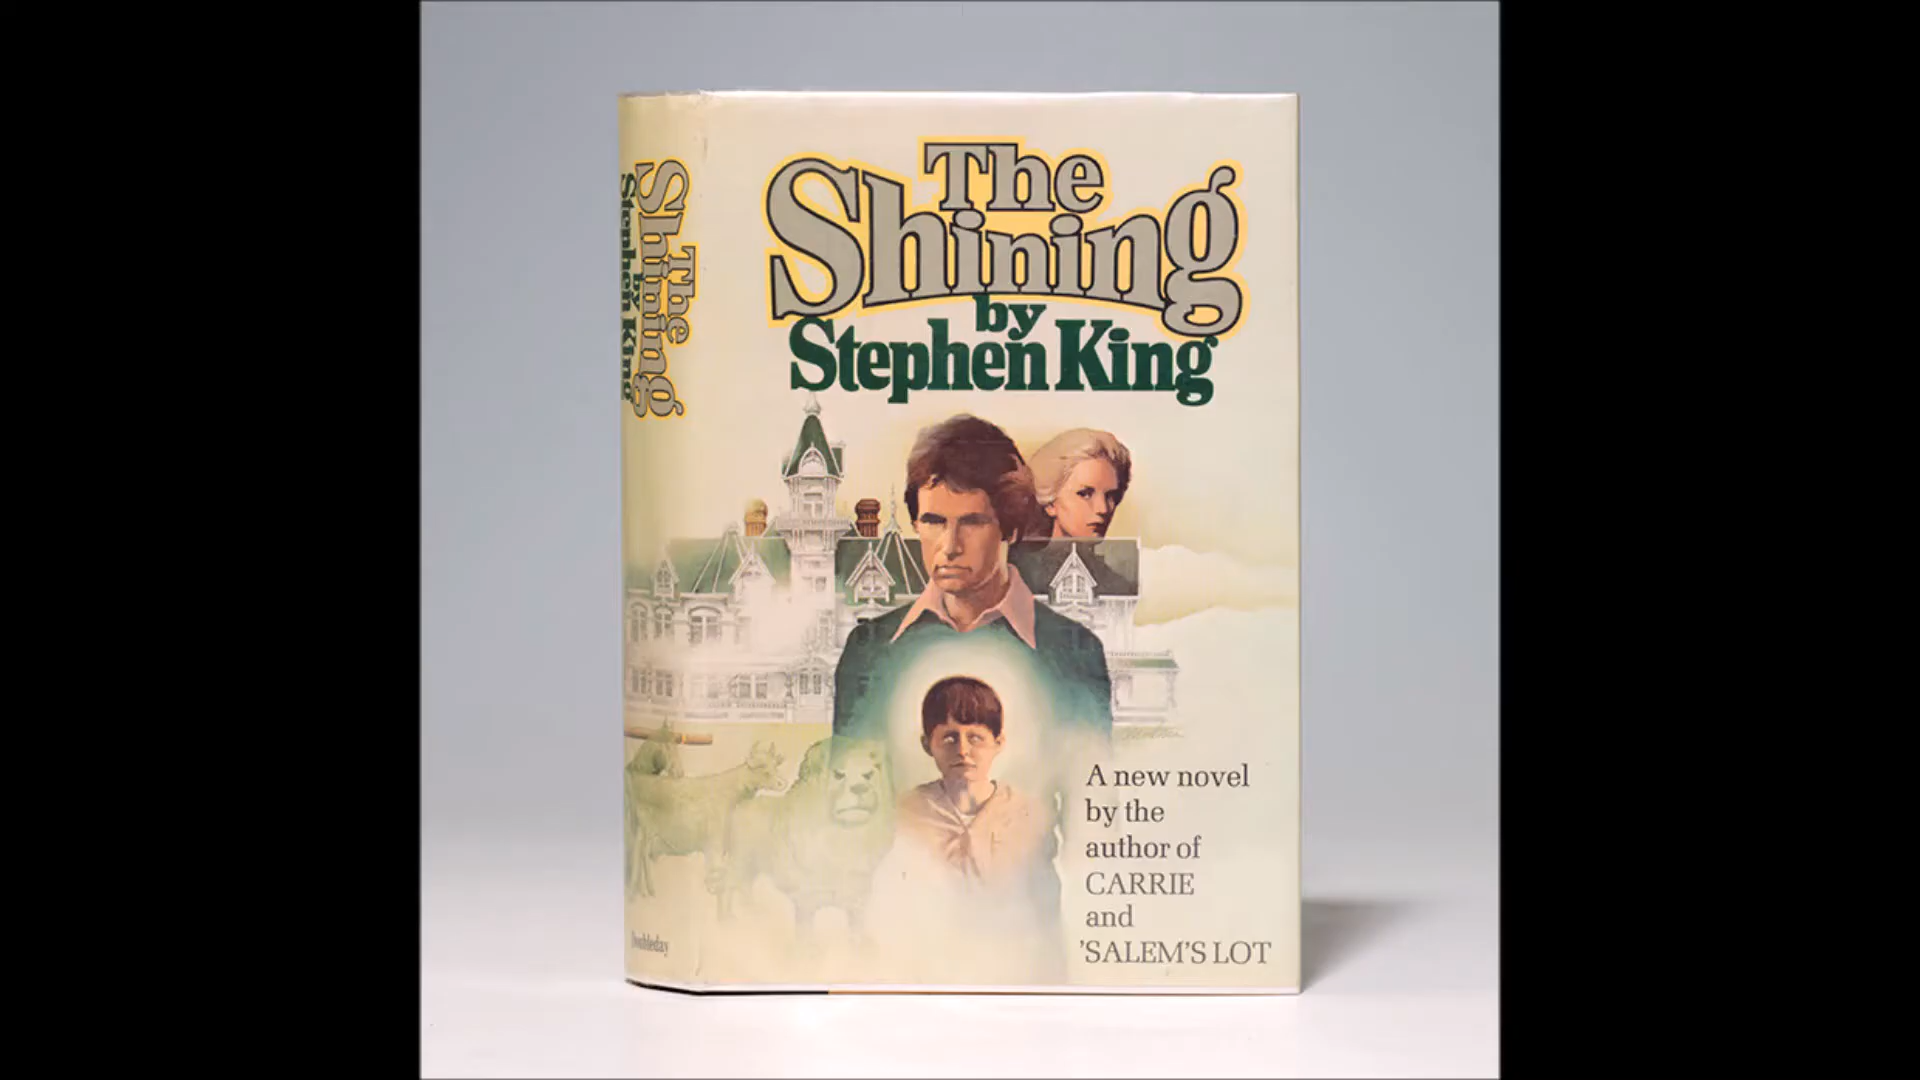 The
Shining
by
Stephen King
A new novel
by the
author of
CARRIE
and
'SALEM'S LOT
The
Shining
by
Stephen King
Doubleday